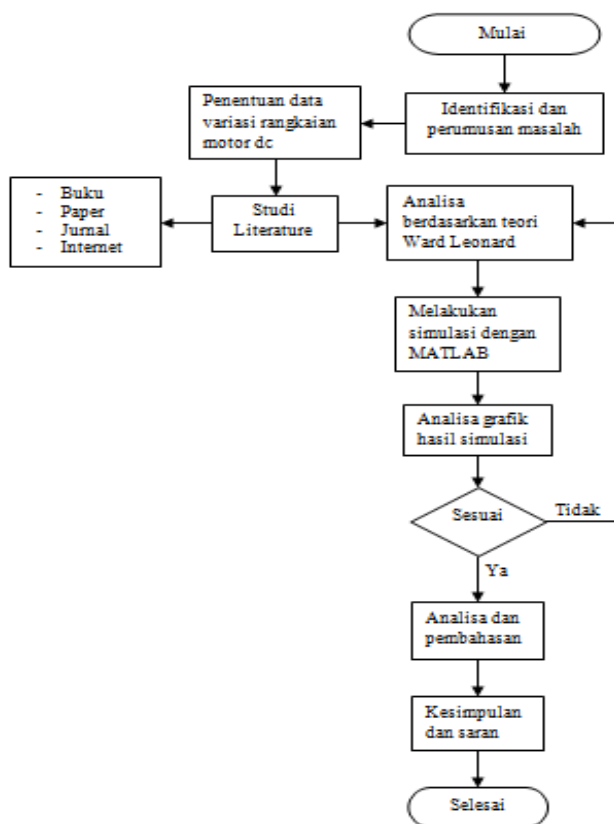 Mulai
Identifikasi dan
perumusan masalah
Penentuan data
variasi rangkaian
motor dc
Studi
Literature
- Buku
- Paper
- Jurnal
- Internet
Analisa
berdasarkan teori
Ward Leonard
Melakukan
simulasi dengan
MATLAB
Analisa grafik
hasil simulasi
Sesuai
Tidak
Ya
Analisa dan
pembahasan
Kesimpulan
dan saran
Selesai